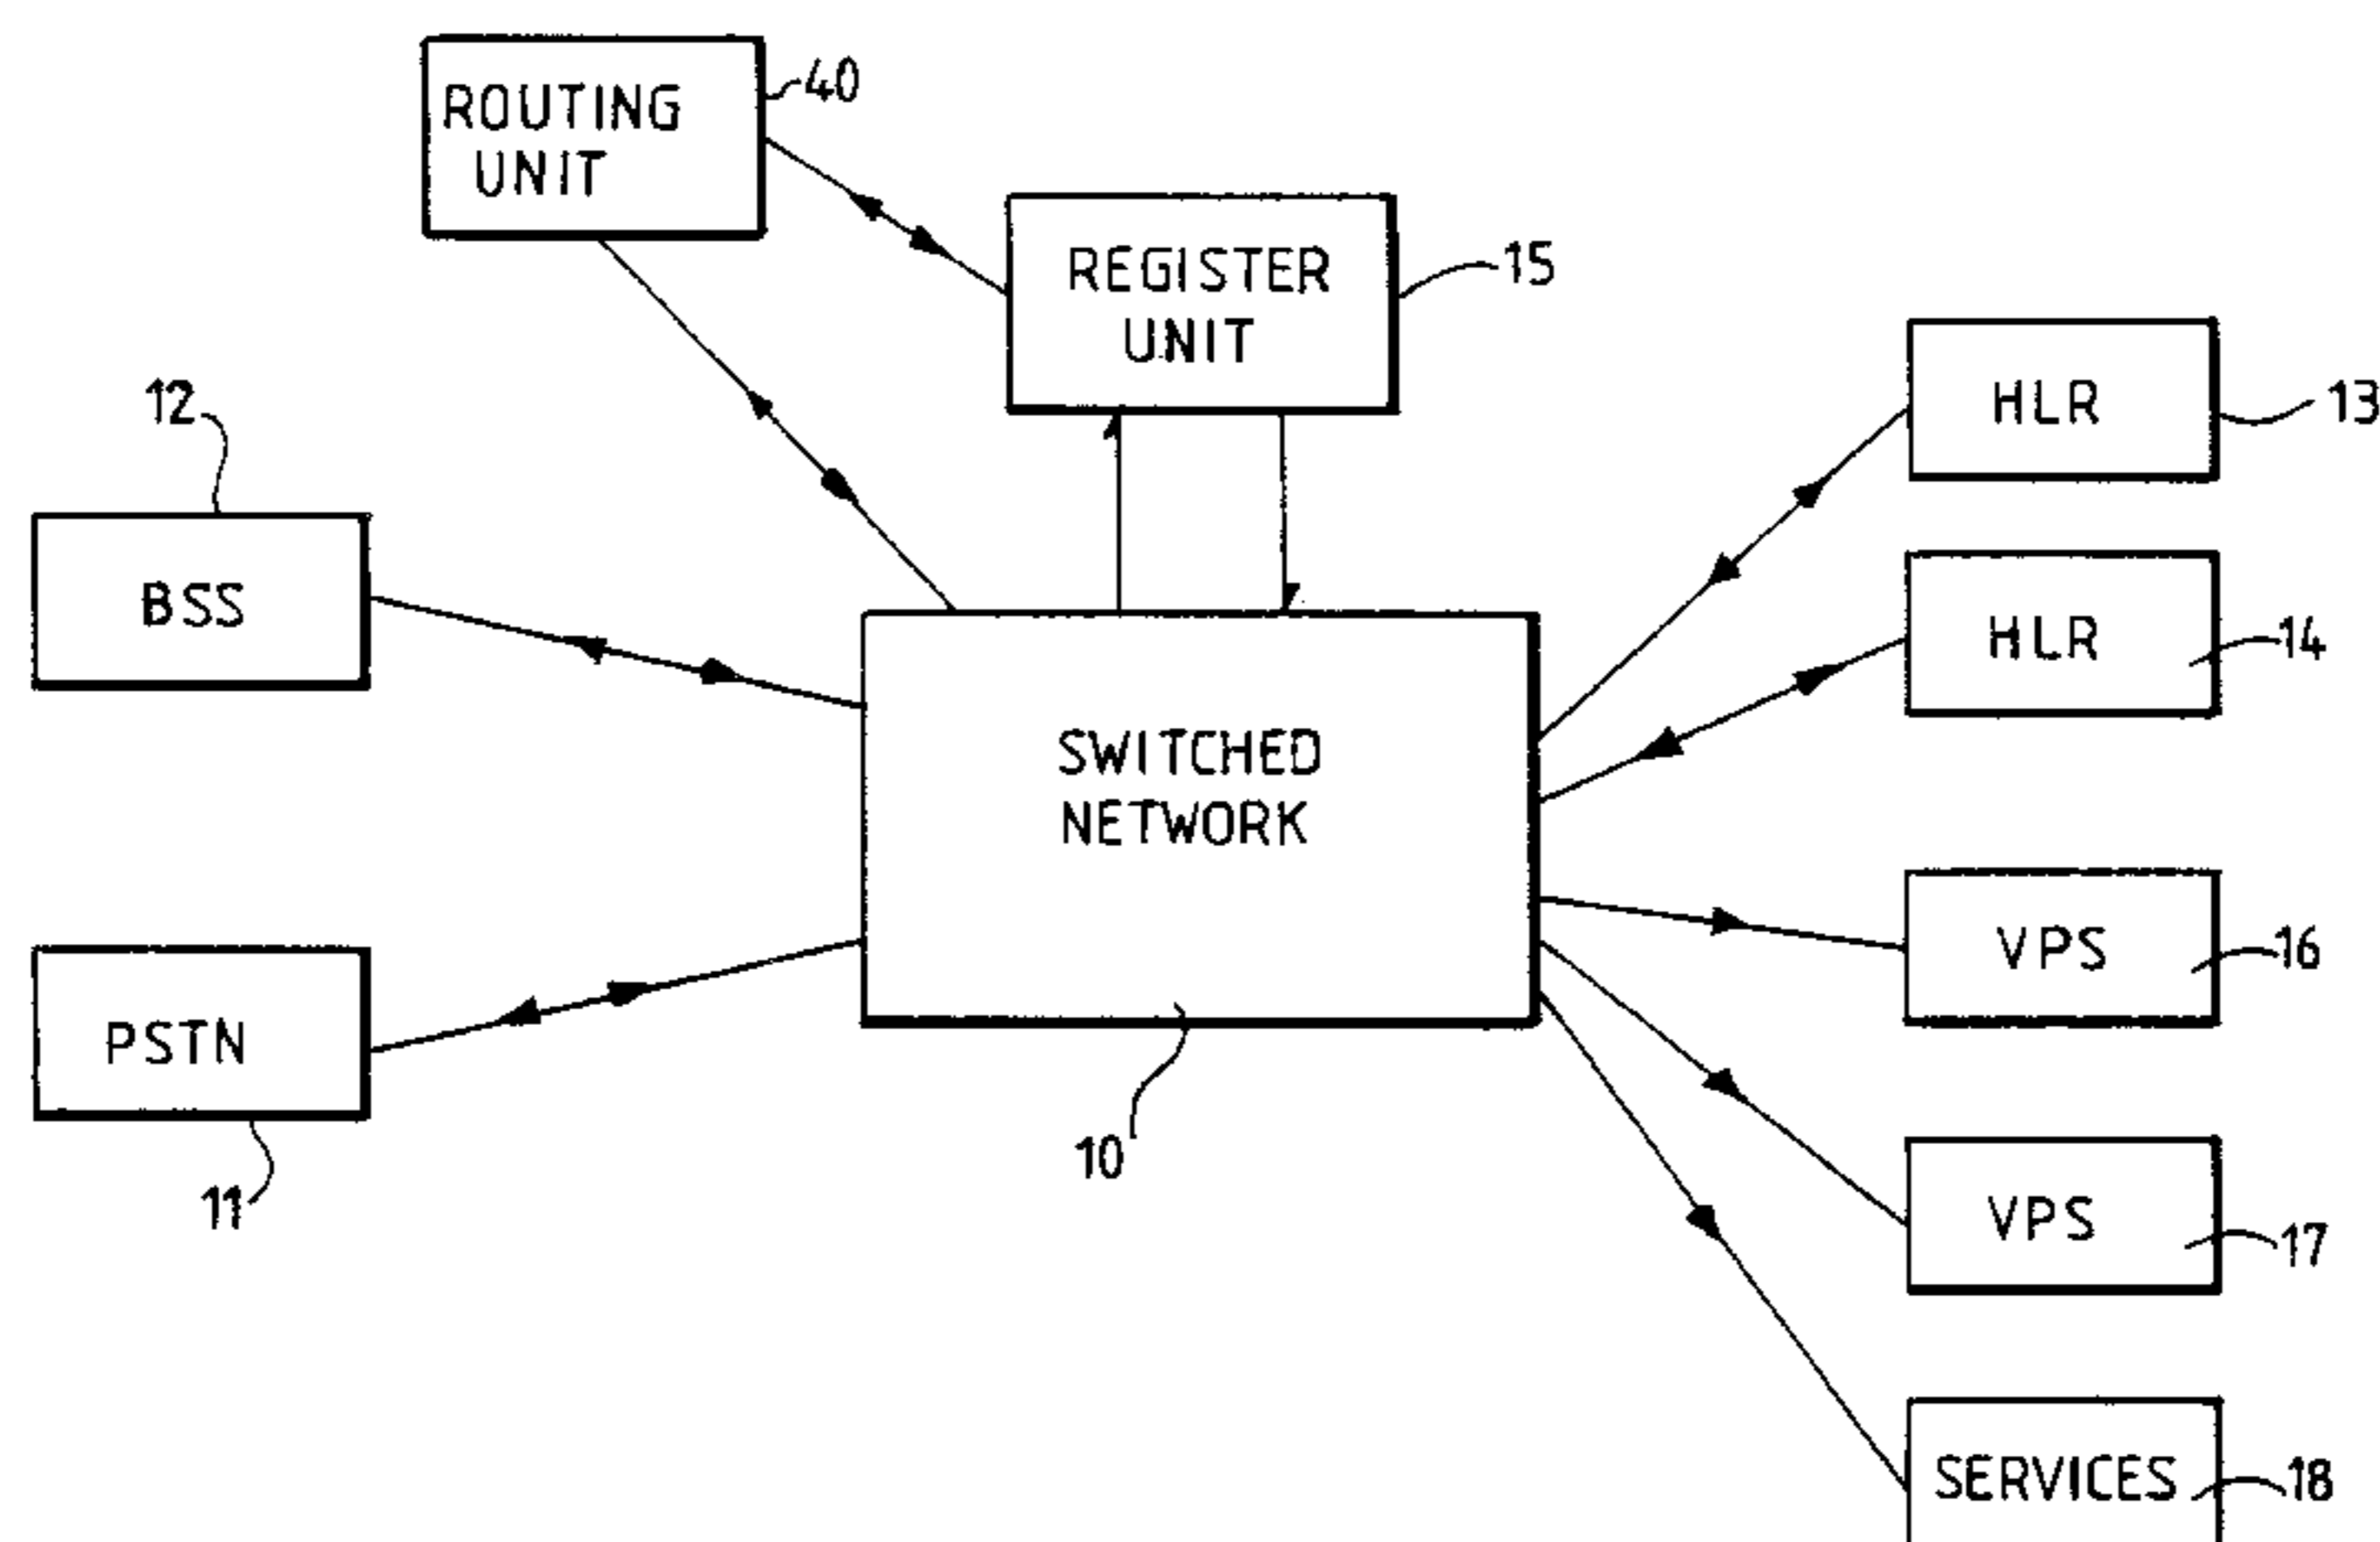 ROUTING
UNIT
40
REGISTER
UNIT
15
HLR
13
12
BSS
HLR
14
SWITCHED
NETWORK
VPS
16
PSTN
10
11
VPS
17
SERVICES
18